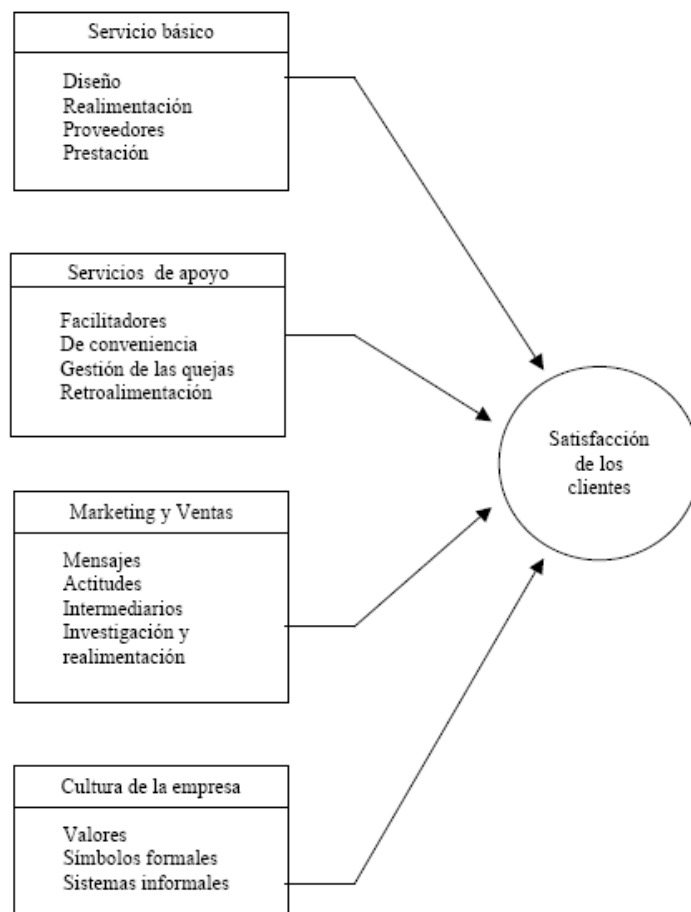 Servicio básico
Diseño
Realimentación
Proveedores
Prestación
Servicios de apoyo
Facilitadores
De conveniencia
Gestión de las quejas
Retroalimentación
Marketing y Ventas
Mensajes
Actitudes
Intermediarios
Investigación y
realimentación
Cultura de la empresa
Valores
Símbolos formales
Sistemas informales
Satisfacción
de los
clientes